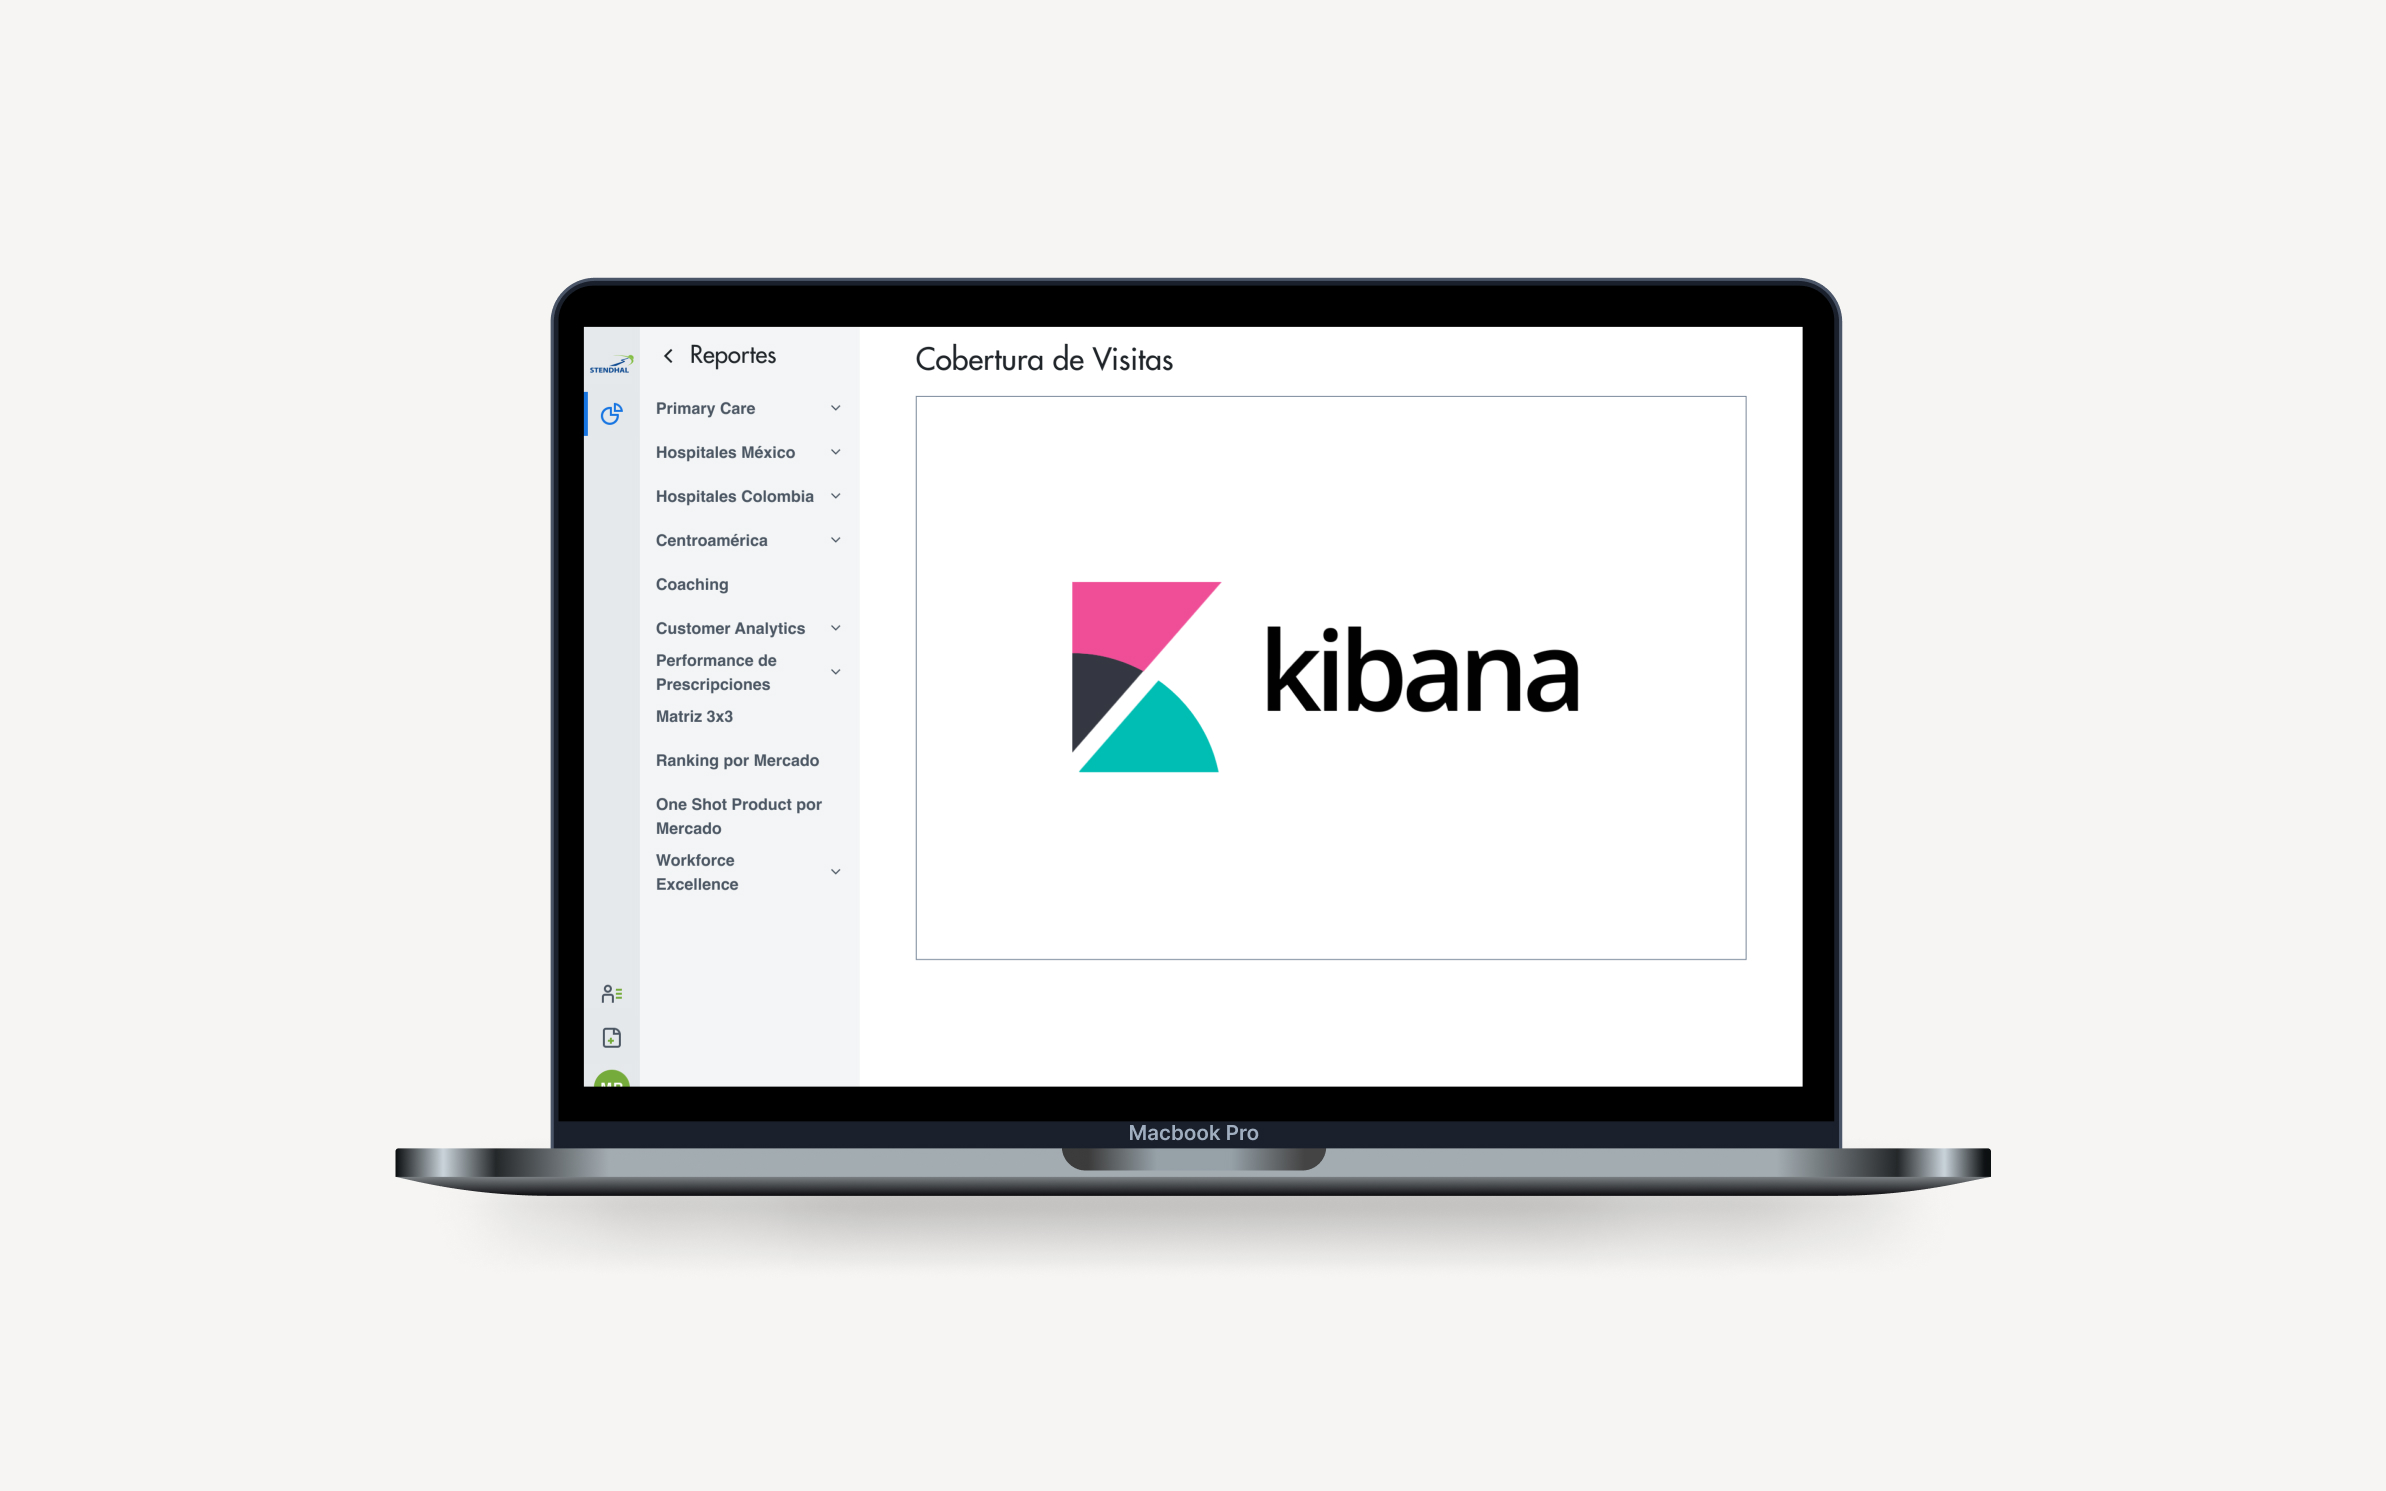 STENDHAL
Reportes
Primary Care
Hospitales México
Hospitales Colombia
Centroamérica
Coaching
Customer Analytics
Performance de
Prescripciones
Matriz 3x3
Ranking por Mercado
One Shot Product por
Mercado
Workforce
Excellence
Cobertura de Visitas
kibana
Macbook Pro